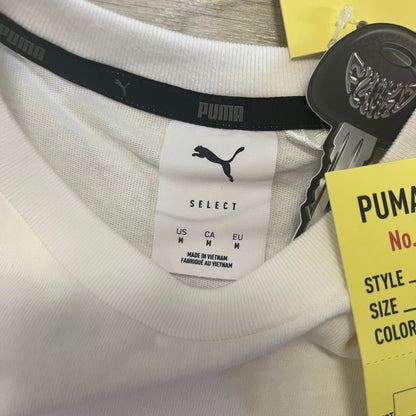 PUMA
PUMA
SELECT
US CA EU
M M M
MADE IN VIETNAM
FABRIQUÉ AU VIETNAM
PUMA
No.
STYLE
SIZE
COLOR